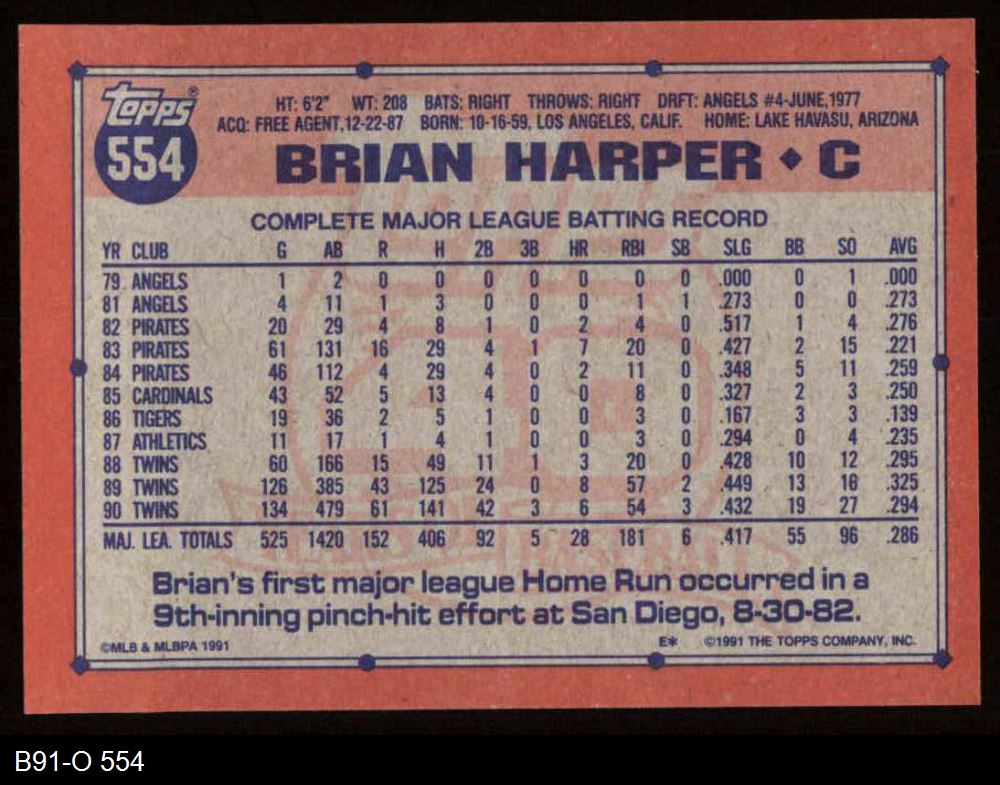 TOPPS®
554
HT: 6'2" WT: 208 BATS: RIGHT THROWS: RIGHT DRFT: ANGELS #4-JUNE,1977
ACQ: FREE AGENT,12-22-87 BORN: 10-16-59, LOS ANGELES, CALIF. HOME: LAKE HAVASU, ARIZONA
BRIAN HARPER ◆ C
COMPLETE MAJOR LEAGUE BATTING RECORD
YR CLUB G AB R H 2B 3B HR RBI SB SLG BB SO AVG
79 ANGELS 1 2 0 0 0 0 0 0 0 .000 0 1 .000
81 ANGELS 4 11 1 3 0 0 0 1 1 .273 0 0 .273
82 PIRATES 20 29 4 8 1 0 2 4 0 .517 1 4 .276
83 PIRATES 61 131 16 29 4 1 7 20 0 .427 2 15 .221
84 PIRATES 46 112 4 29 4 0 2 11 0 .348 5 11 .259
85 CARDINALS 43 52 5 13 4 0 0 8 0 .327 2 3 .250
86 TIGERS 19 36 2 5 1 0 0 3 0 .167 3 3 .139
87 ATHLETICS 11 17 1 4 1 0 0 3 0 .294 0 4 .235
88 TWINS 60 166 15 49 11 1 3 20 0 .428 10 12 .295
89 TWINS 126 385 43 125 24 0 8 57 2 .449 13 16 .325
90 TWINS 134 479 61 141 42 3 6 54 3 .432 19 27 .294
MAJ. LEA. TOTALS 525 1420 152 406 92 5 28 181 6 .417 55 96 .286
Brian's first major league Home Run occurred in a
9th-inning pinch-hit effort at San Diego, 8-30-82.
©MLB & MLBPA 1991 E* ©1991 THE TOPPS COMPANY, INC.
B91-O 554